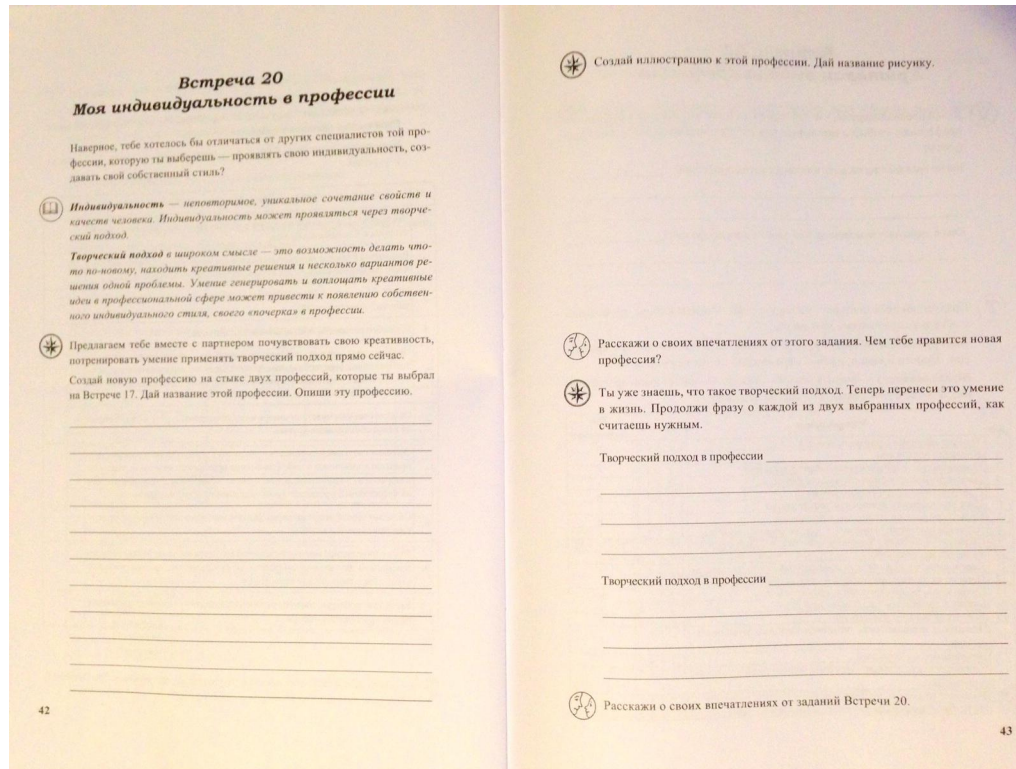 Встреча 20
Моя индивидуальность в профессии
Наверное, тебе хотелось бы отличаться от других специалистов той про-
фессии, которую ты выберешь — проявлять свою индивидуальность, соз-
давать свой собственный стиль?
Индивидуальность — неповторимое, уникальное сочетание свойств и
качеств человека. Индивидуальность может проявляться через творче-
ский подход.
Творческий подход в широком смысле — это возможность делать что-
то по-новому, находить креативные решения и несколько вариантов ре-
шения одной проблемы. Умение генерировать и воплощать креативные
идеи в профессиональной сфере может привести к появлению собствен-
ного индивидуального стиля, своего «почерка» в профессии.
Предлагаем тебе вместе с партнером почувствовать свою креативность,
потренировать умение применять творческий подход прямо сейчас.
Создай новую профессию на стыке двух профессий, которые ты выбрал
на Встрече 17. Дай название этой профессии. Опиши эту профессию.
42
Создай иллюстрацию к этой профессии. Дай название рисунку.
Расскажи о своих впечатлениях от этого задания. Чем тебе нравится новая
профессия?
Ты уже знаешь, что такое творческий подход. Теперь перенеси это умение
в жизнь. Продолжи фразу о каждой из двух выбранных профессий, как
считаешь нужным.
Творческий подход в профессии
Творческий подход в профессии
Расскажи о своих впечатлениях от заданий Встречи 20.
43